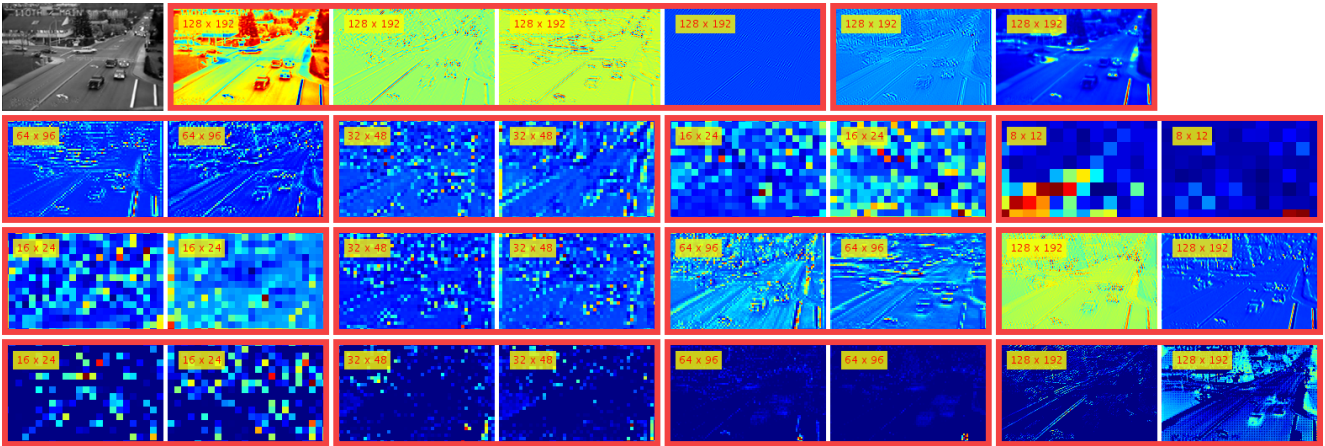 110TH & MAIN
128 x 192
128 x 192
128 x 192
128 x 192
128 x 192
64 x 96
64 x 96
32 x 48
32 x 48
16 x 24
16 x 24
8 x 12
8 x 12
16 x 24
16 x 24
32 x 48
32 x 48
64 x 96
64 x 96
128 x 192
128 x 192
16 x 24
16 x 24
32 x 48
32 x 48
64 x 96
64 x 96
128 x 192
128 x 192